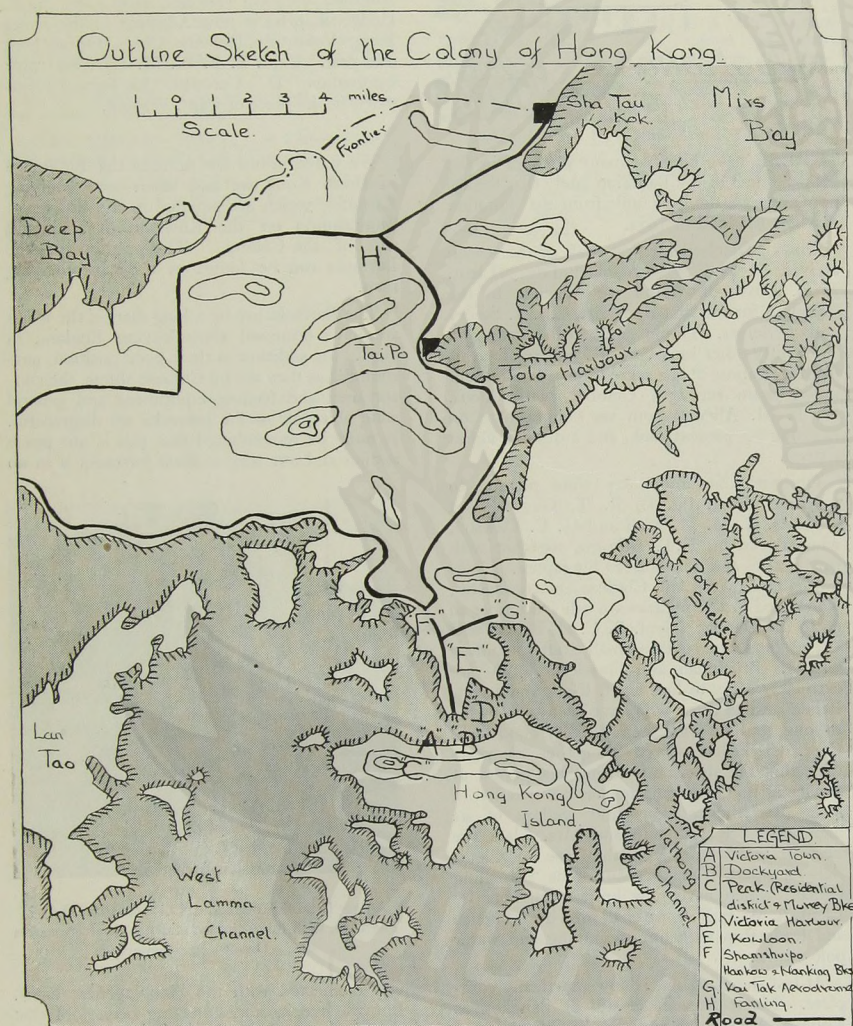 Outline Sketch of the Colony of Hong Kong.
1 0 1 2 3 4 miles.
Scale.
Frontier
Sha Tau
Kok.
Mirs
Bay
Deep
Bay
"H"
Tai Po
Tolo Harbour.
Port
Shelter
"F"
"G"
"E"
"D"
"A" "B"
"C"
Lan
Tao
Hong Kong
Island.
Tathong
Channel
West
Lamma
Channel.
LEGEND
A Victoria Town.
B Dockyard
C Peak. (Residential
district & Murrey Bks
D Victoria Harbour.
E Kowloon.
F Shamshuipo
Hankow & Nanking Bks
G Kai Tak Aerodrome
H Fanling.
Road